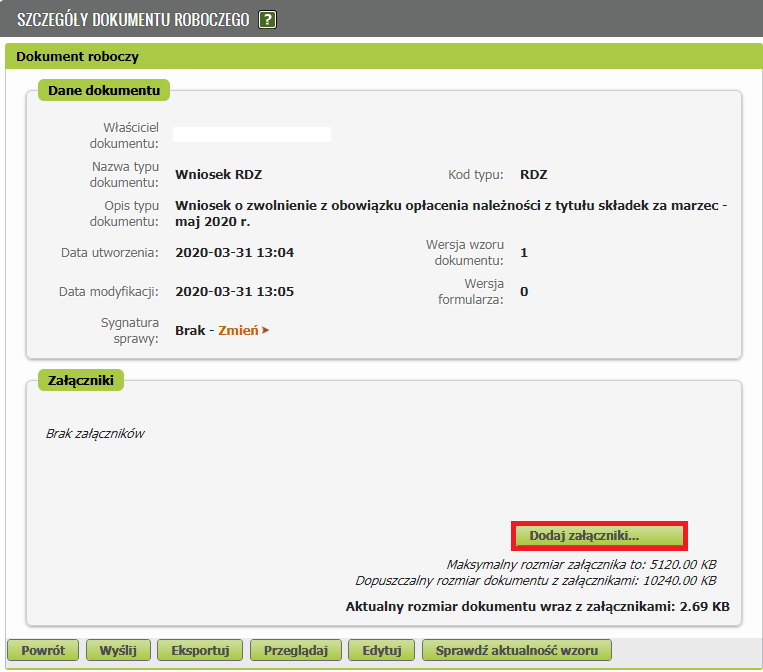 SZCZEGÓŁY DOKUMENTU ROBOCZEGO ?
Dokument roboczy
Dane dokumentu
Właściciel
dokumentu:
Nazwa typu
dokumentu:
Wniosek RDZ
Kod typu:
RDZ
Opis typu
dokumentu:
Wniosek o zwolnienie z obowiązku opłacenia należności z tytułu składek za marzec -
maj 2020 r.
Data utworzenia:
2020-03-31 13:04
Wersja wzoru
dokumentu:
1
Data modyfikacji:
2020-03-31 13:05
Wersja
formularza:
0
Sygnatura
sprawy:
Brak - Zmień
Załączniki
Brak załączników
Dodaj załączniki...
Maksymalny rozmiar załącznika to: 5120.00 KB
Dopuszczalny rozmiar dokumentu z załącznikami: 10240.00 KB
Aktualny rozmiar dokumentu wraz z załącznikami: 2.69 KB
Powrót Wyślij Eksportuj Przeglądaj Edytuj Sprawdź aktualność wzoru